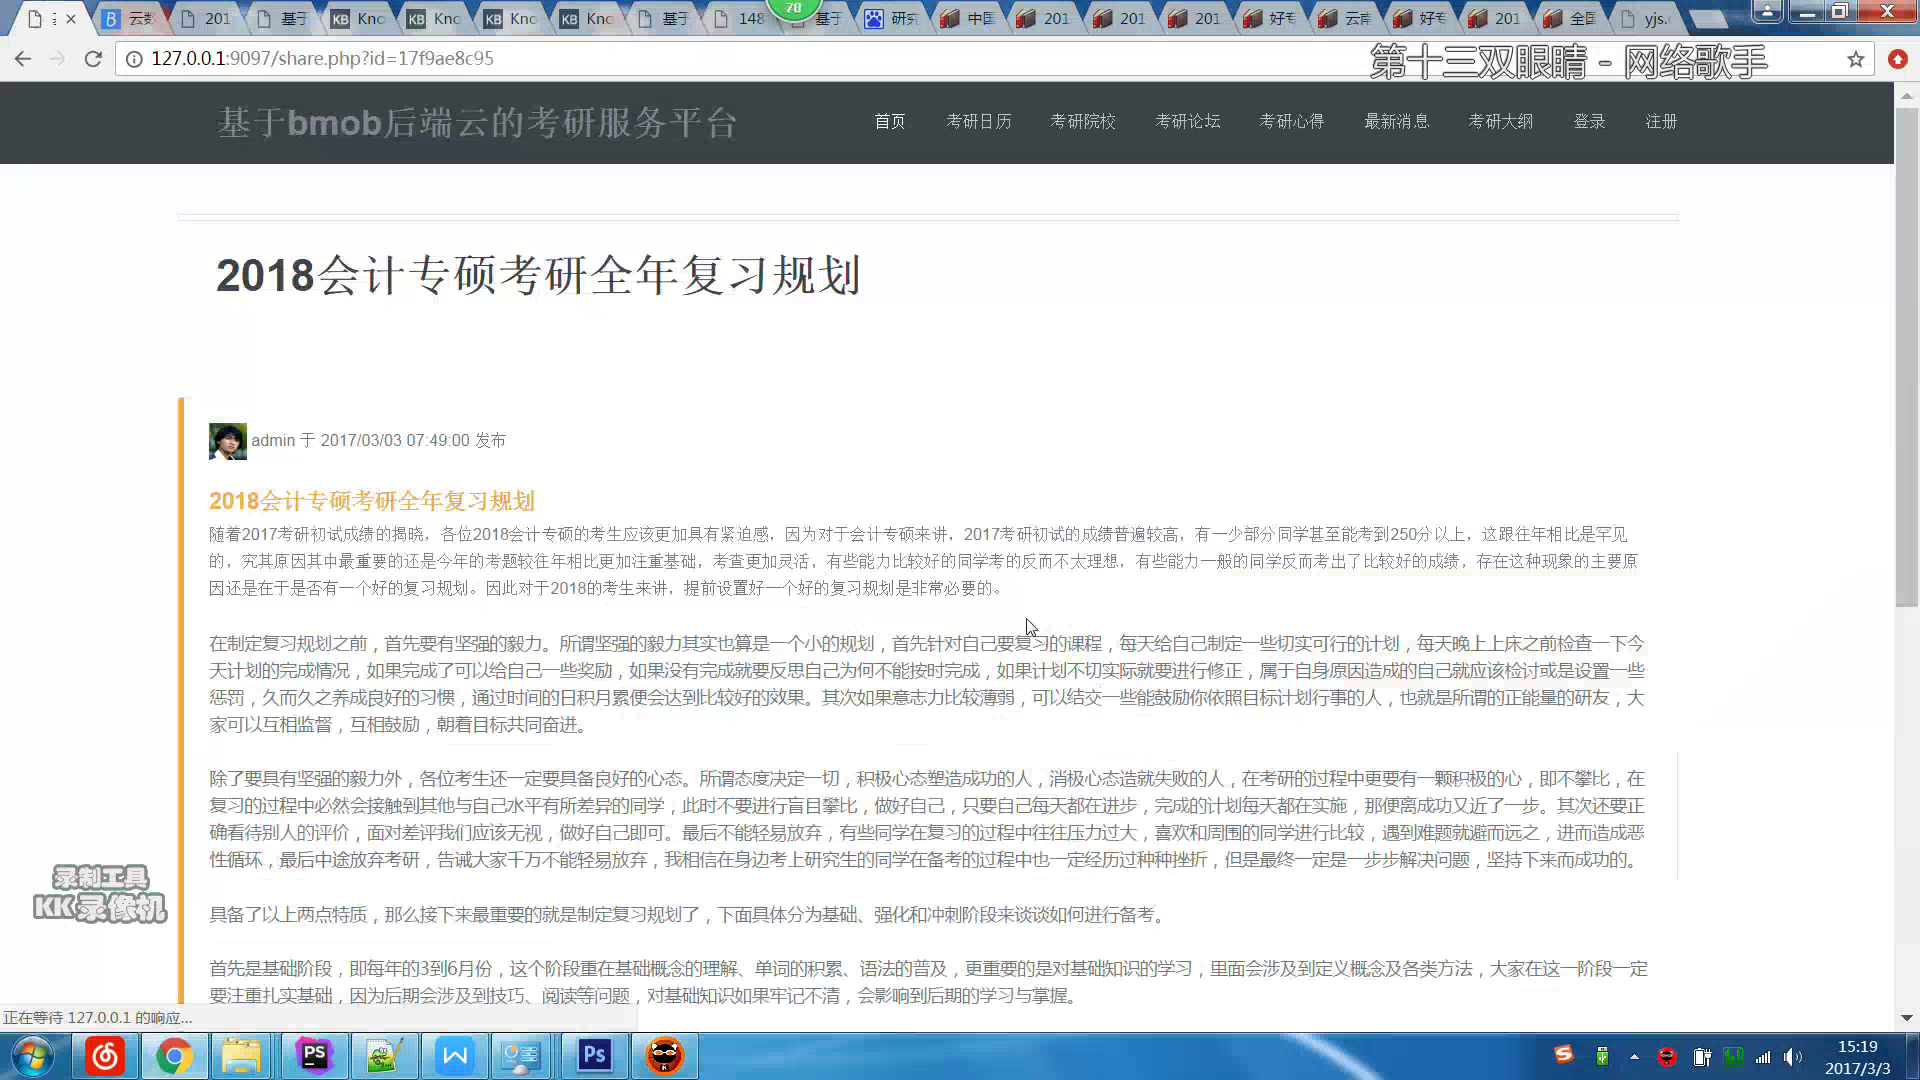 云数
201
基于
KB Kno
KB Kno
KB Kno
KB Kno
基于
148
78
基于
研究
中国
201
201
201
好专
云南
好专
201
全国
yjs.
127.0.0.1:9097/share.php?id=17f9ae8c95
第十三双眼睛 - 网络歌手
基于bmob后端云的考研服务平台
首页
考研日历
考研院校
考研论坛
考研心得
最新消息
考研大纲
登录
注册
2018会计专硕考研全年复习规划
admin 于 2017/03/03 07:49:00 发布
2018会计专硕考研全年复习规划
随着2017考研初试成绩的揭晓，各位2018会计专硕的考生应该更加具有紧迫感，因为对于会计专硕来讲，2017考研初试的成绩普遍较高，有一少部分同学甚至能考到250分以上，这跟往年相比是罕见
的，究其原因其中最重要的还是今年的考题较往年相比更加注重基础，考查更加灵活，有些能力比较好的同学考的反而不太理想，有些能力一般的同学反而考出了比较好的成绩，存在这种现象的主要原
因还是在于是否有一个好的复习规划。因此对于2018的考生来讲，提前设置好一个好的复习规划是非常必要的。
在制定复习规划之前，首先要有坚强的毅力。所谓坚强的毅力其实也算是一个小的规划，首先针对自己要复习的课程，每天给自己制定一些切实可行的计划，每天晚上上床之前检查一下今
天计划的完成情况，如果完成了可以给自己一些奖励，如果没有完成就要反思自己为何不能按时完成，如果计划不切实际就要进行修正，属于自身原因造成的自己就应该检讨或是设置一些
惩罚，久而久之养成良好的习惯，通过时间的日积月累便会达到比较好的效果。其次如果意志力比较薄弱，可以结交一些能鼓励你依照目标计划行事的人，也就是所谓的正能量的研友，大
家可以互相监督，互相鼓励，朝着目标共同奋进。
除了要具有坚强的毅力外，各位考生还一定要具备良好的心态。所谓态度决定一切，积极心态塑造成功的人，消极心态造就失败的人，在考研的过程中更要有一颗积极的心，即不攀比，在
复习的过程中必然会接触到其他与自己水平有所差异的同学，此时不要进行盲目攀比，做好自己，只要自己每天都在进步，完成的计划每天都在实施，那便离成功又近了一步。其次还要正
确看待别人的评价，面对差评我们应该无视，做好自己即可。最后不能轻易放弃，有些同学在复习的过程中往往压力过大，喜欢和周围的同学进行比较，遇到难题就避而远之，进而造成恶
性循环，最后中途放弃考研，告诫大家千万不能轻易放弃，我相信在身边考上研究生的同学在备考的过程中也一定经历过种种挫折，但是最终一定是一步步解决问题，坚持下来而成功的。
录制工具
KK录像机
具备了以上两点特质，那么接下来最重要的就是制定复习规划了，下面具体分为基础、强化和冲刺阶段来谈谈如何进行备考。
首先是基础阶段，即每年的3到6月份，这个阶段重在基础概念的理解、单词的积累、语法的普及，更重要的是对基础知识的学习，里面会涉及到定义概念及各类方法，大家在这一阶段一定
要注重扎实基础，因为后期会涉及到技巧、阅读等问题，对基础知识如果牢记不清，会影响到后期的学习与掌握。
正在等待 127.0.0.1 的响应...
PS
Ps
15:19
2017/3/3